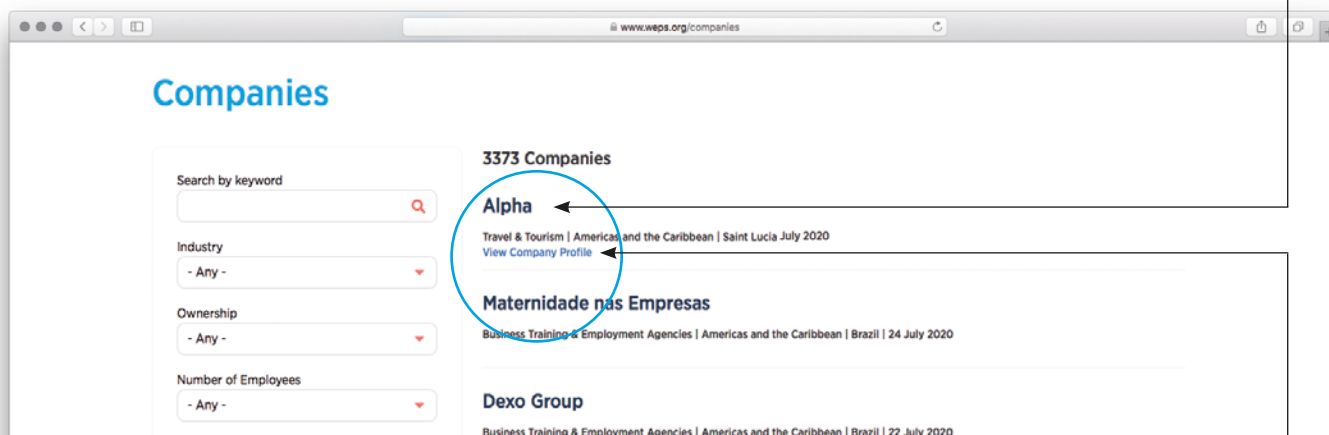 www.weps.org/companies
Companies
Search by keyword
Industry
- Any -
Ownership
- Any -
Number of Employees
- Any -
3373 Companies
Alpha
Travel & Tourism | Americas and the Caribbean | Saint Lucia July 2020
View Company Profile
Maternidade nas Empresas
Business Training & Employment Agencies | Americas and the Caribbean | Brazil | 24 July 2020
Dexo Group
Business Training & Employment Agencies | Americas and the Caribbean | Brazil | 22 July 2020